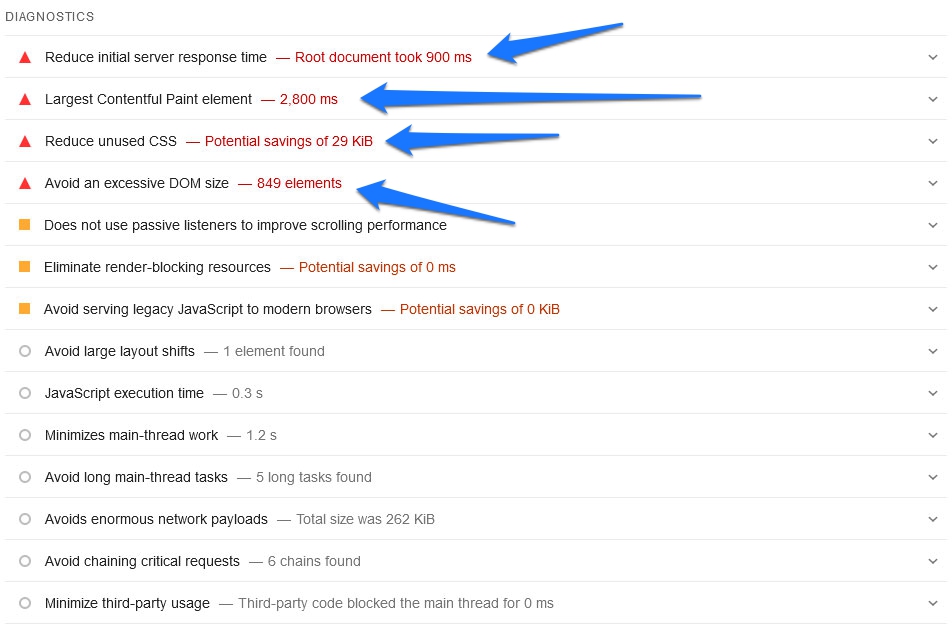 DIAGNOSTICS
Reduce initial server response time — Root document took 900 ms
Largest Contentful Paint element — 2,800 ms
Reduce unused CSS — Potential savings of 29 KiB
Avoid an excessive DOM size — 849 elements
Does not use passive listeners to improve scrolling performance
Eliminate render-blocking resources — Potential savings of 0 ms
Avoid serving legacy JavaScript to modern browsers — Potential savings of 0 KiB
Avoid large layout shifts — 1 element found
JavaScript execution time — 0.3 s
Minimizes main-thread work — 1.2 s
Avoid long main-thread tasks — 5 long tasks found
Avoids enormous network payloads — Total size was 262 KiB
Avoid chaining critical requests — 6 chains found
Minimize third-party usage — Third-party code blocked the main thread for 0 ms